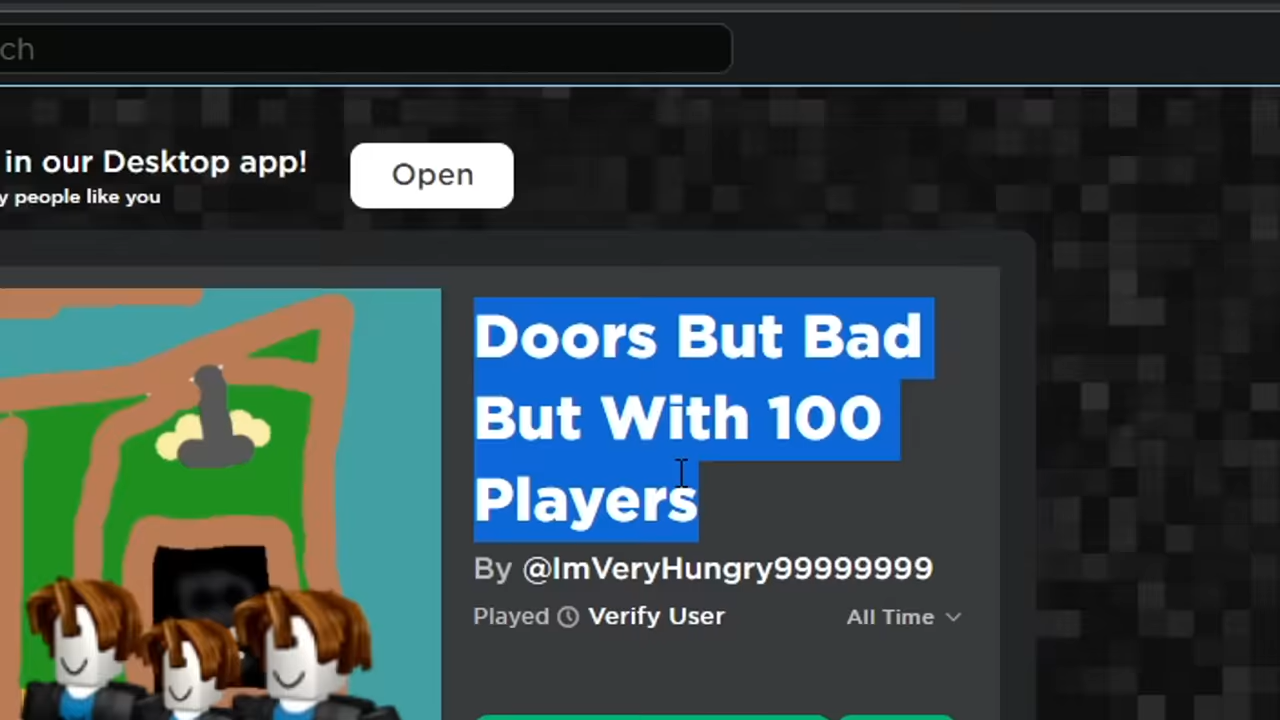 ch
in our Desktop app!
y people like you
Open
Doors But Bad
But With 100
Players
By @ImVeryHungry99999999
Played Verify User
All Time